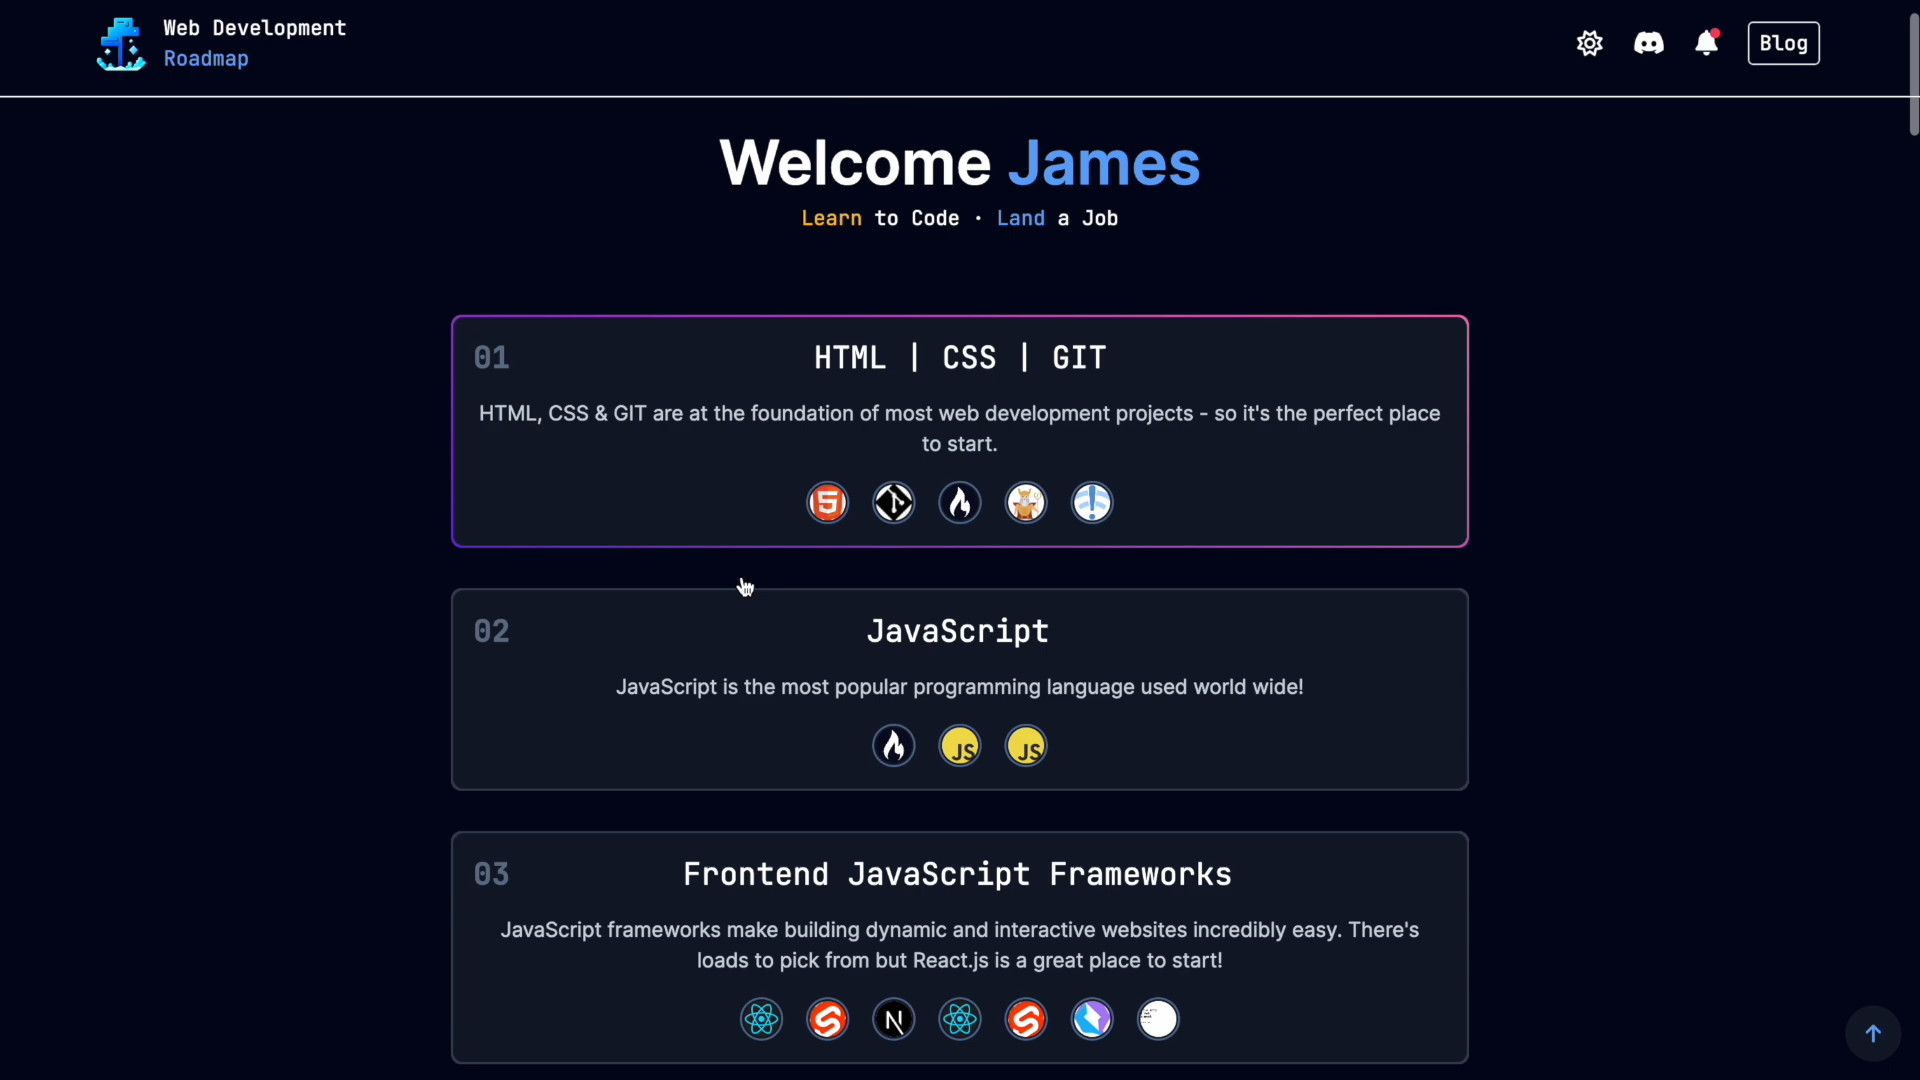 Web Development
Roadmap
Blog
Welcome James
Learn to Code · Land a Job
01
HTML | CSS | GIT
HTML, CSS & GIT are at the foundation of most web development projects - so it's the perfect place
to start.
02
JavaScript
JavaScript is the most popular programming language used world wide!
JS
JS
03
Frontend JavaScript Frameworks
JavaScript frameworks make building dynamic and interactive websites incredibly easy. There's
loads to pick from but React.js is a great place to start!
N